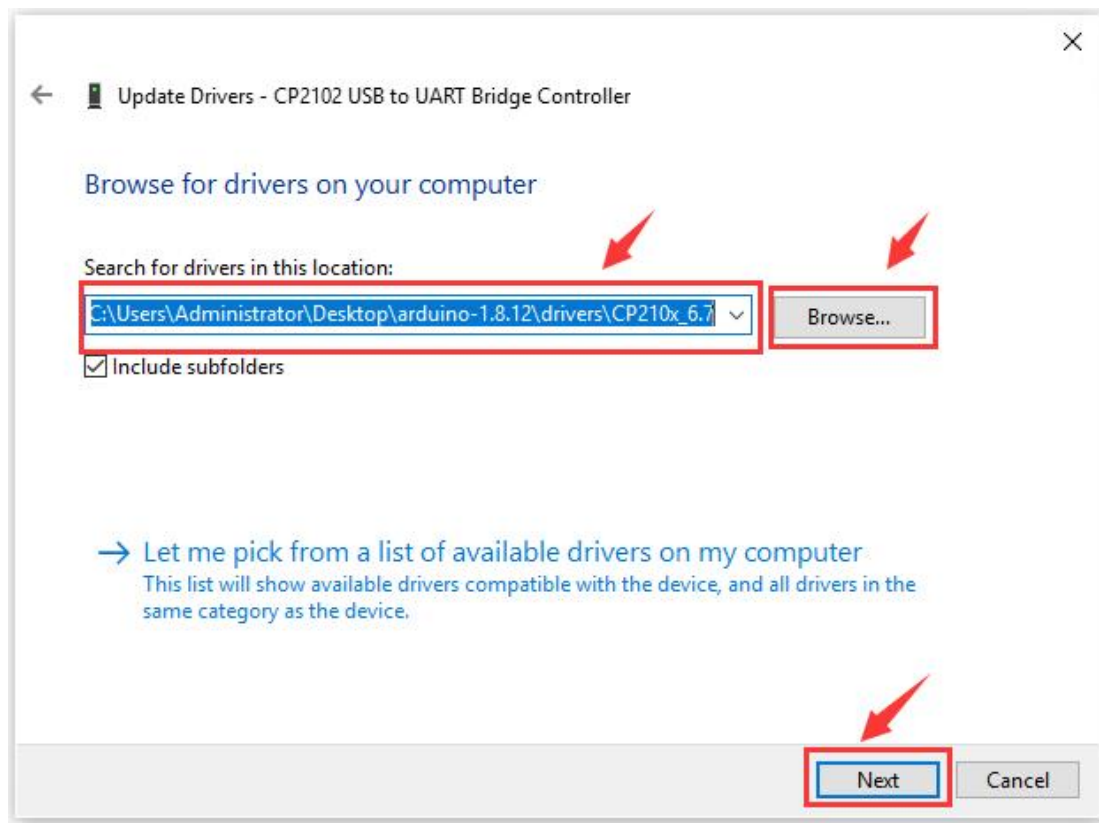 Update Drivers - CP2102 USB to UART Bridge Controller
Browse for drivers on your computer
Search for drivers in this location:
C:\Users\Administrator\Desktop\arduino-1.8.12\drivers\CP210x_6.7
Browse...
Include subfolders
Let me pick from a list of available drivers on my computer
This list will show available drivers compatible with the device, and all drivers in the
same category as the device.
Next
Cancel